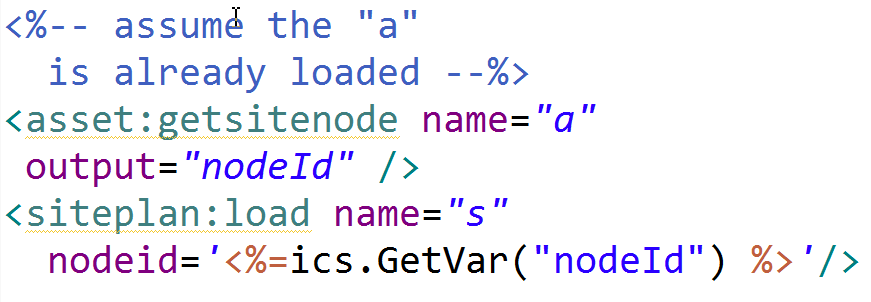 <%-- assume the "a"
is already loaded --%>
<asset:getsitenode name="a"
output="nodeId" />
<siteplan:load name="s"
nodeid='<%=ics.GetVar("nodeId") %>'/>